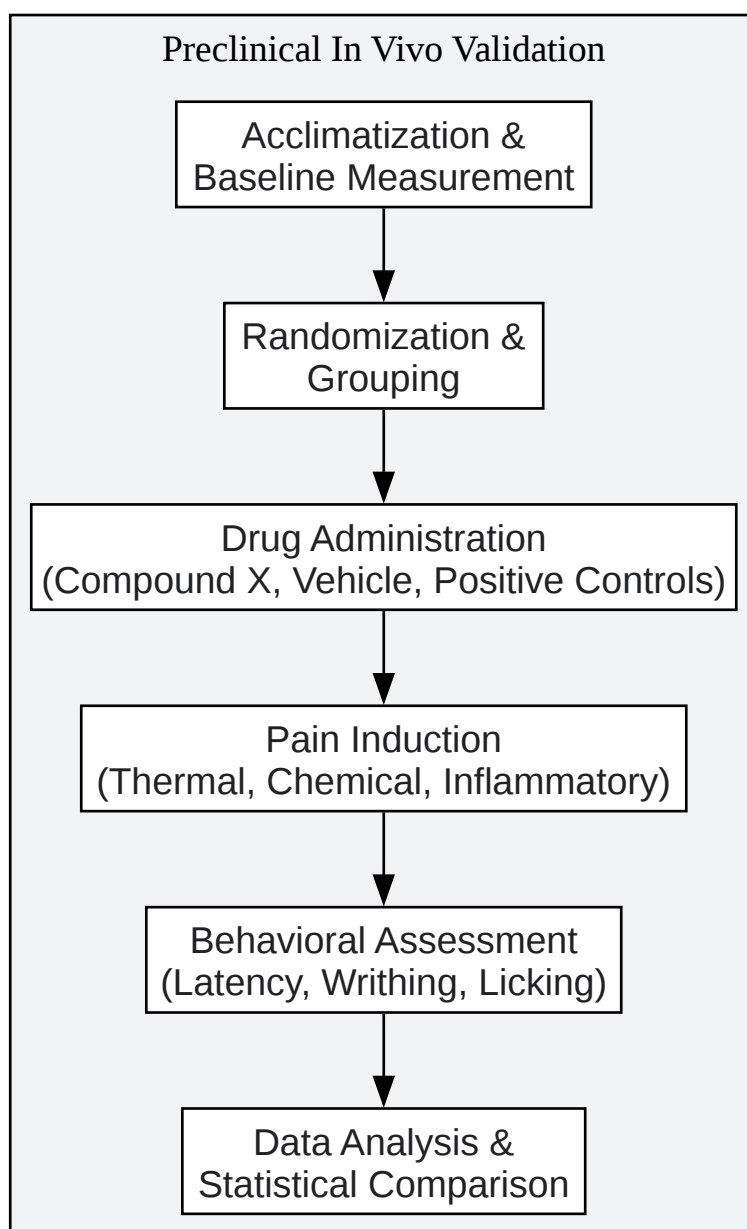 Preclinical In Vivo Validation
Acclimatization &
Baseline Measurement
Randomization &
Grouping
Drug Administration
(Compound X, Vehicle, Positive Controls)
Pain Induction
(Thermal, Chemical, Inflammatory)
Behavioral Assessment
(Latency, Writhing, Licking)
Data Analysis &
Statistical Comparison